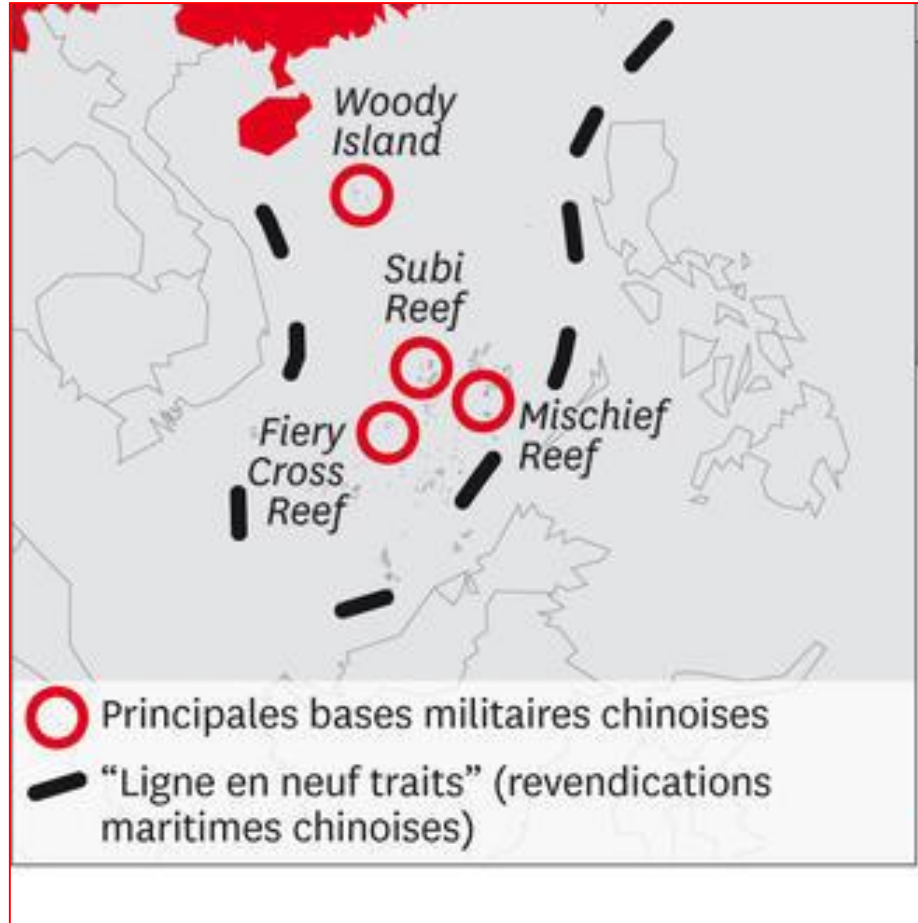 Woody
Island
Subi
Reef
Mischief
Reef
Fiery
Cross
Reef
Principales bases militaires chinoises
“Ligne en neuf traits” (revendications
maritimes chinoises)